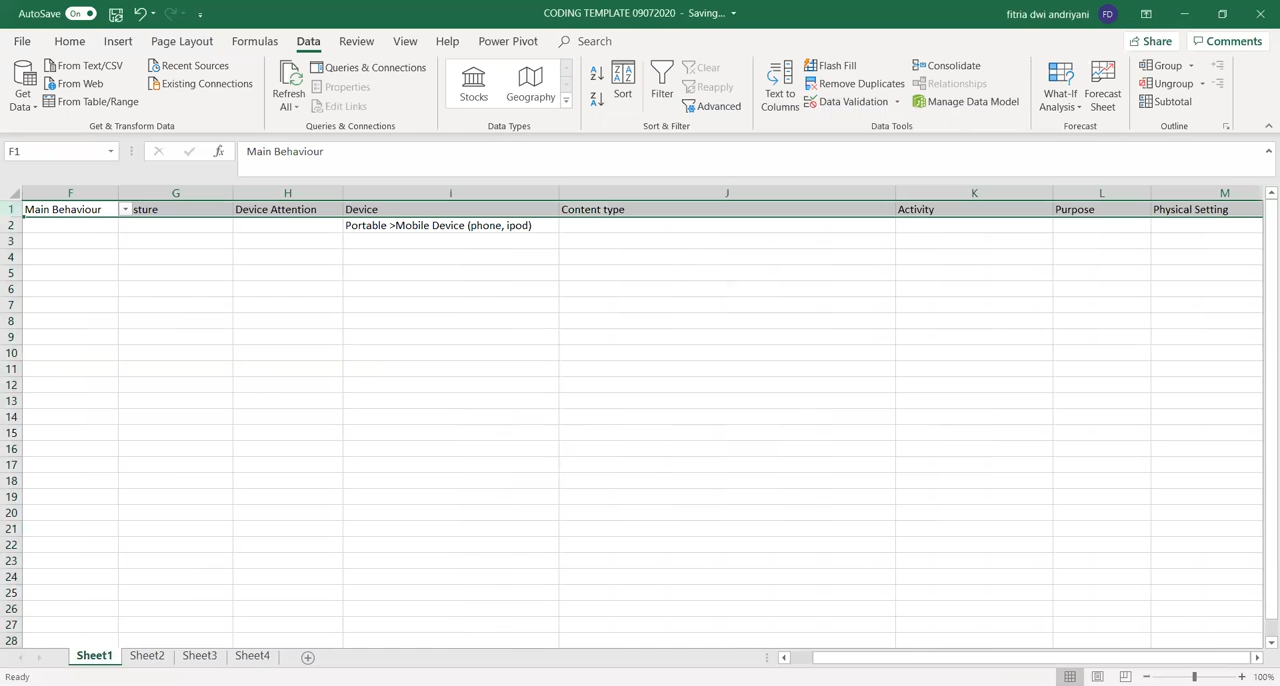 AutoSave On CODING TEMPLATE 09072020 - Saving... fitria dwi andriyani FD
File Home Insert Page Layout Formulas Data Review View Help Power Pivot Search Share Comments
Get Data
From Text/CSV
From Web
From Table/Range
Recent Sources
Existing Connections
Get & Transform Data
Refresh All
Queries & Connections
Properties
Edit Links
Queries & Connections
Stocks
Geography
Data Types
Sort
Filter
Clear
Reapply
Advanced
Sort & Filter
Text to Columns
Flash Fill
Remove Duplicates
Data Validation
Consolidate
Relationships
Manage Data Model
Data Tools
What-If Analysis
Forecast Sheet
Forecast
Group
Ungroup
Subtotal
Outline
F1 fx Main Behaviour
F G H I J K L M
1 Main Behaviour sture Device Attention Device Content type Activity Purpose Physical Setting
2 Portable >Mobile Device (phone, ipod)
3
4
5
6
7
8
9
10
11
12
13
14
15
16
17
18
19
20
21
22
23
24
25
26
27
28
Sheet1 Sheet2 Sheet3 Sheet4
Ready 100%